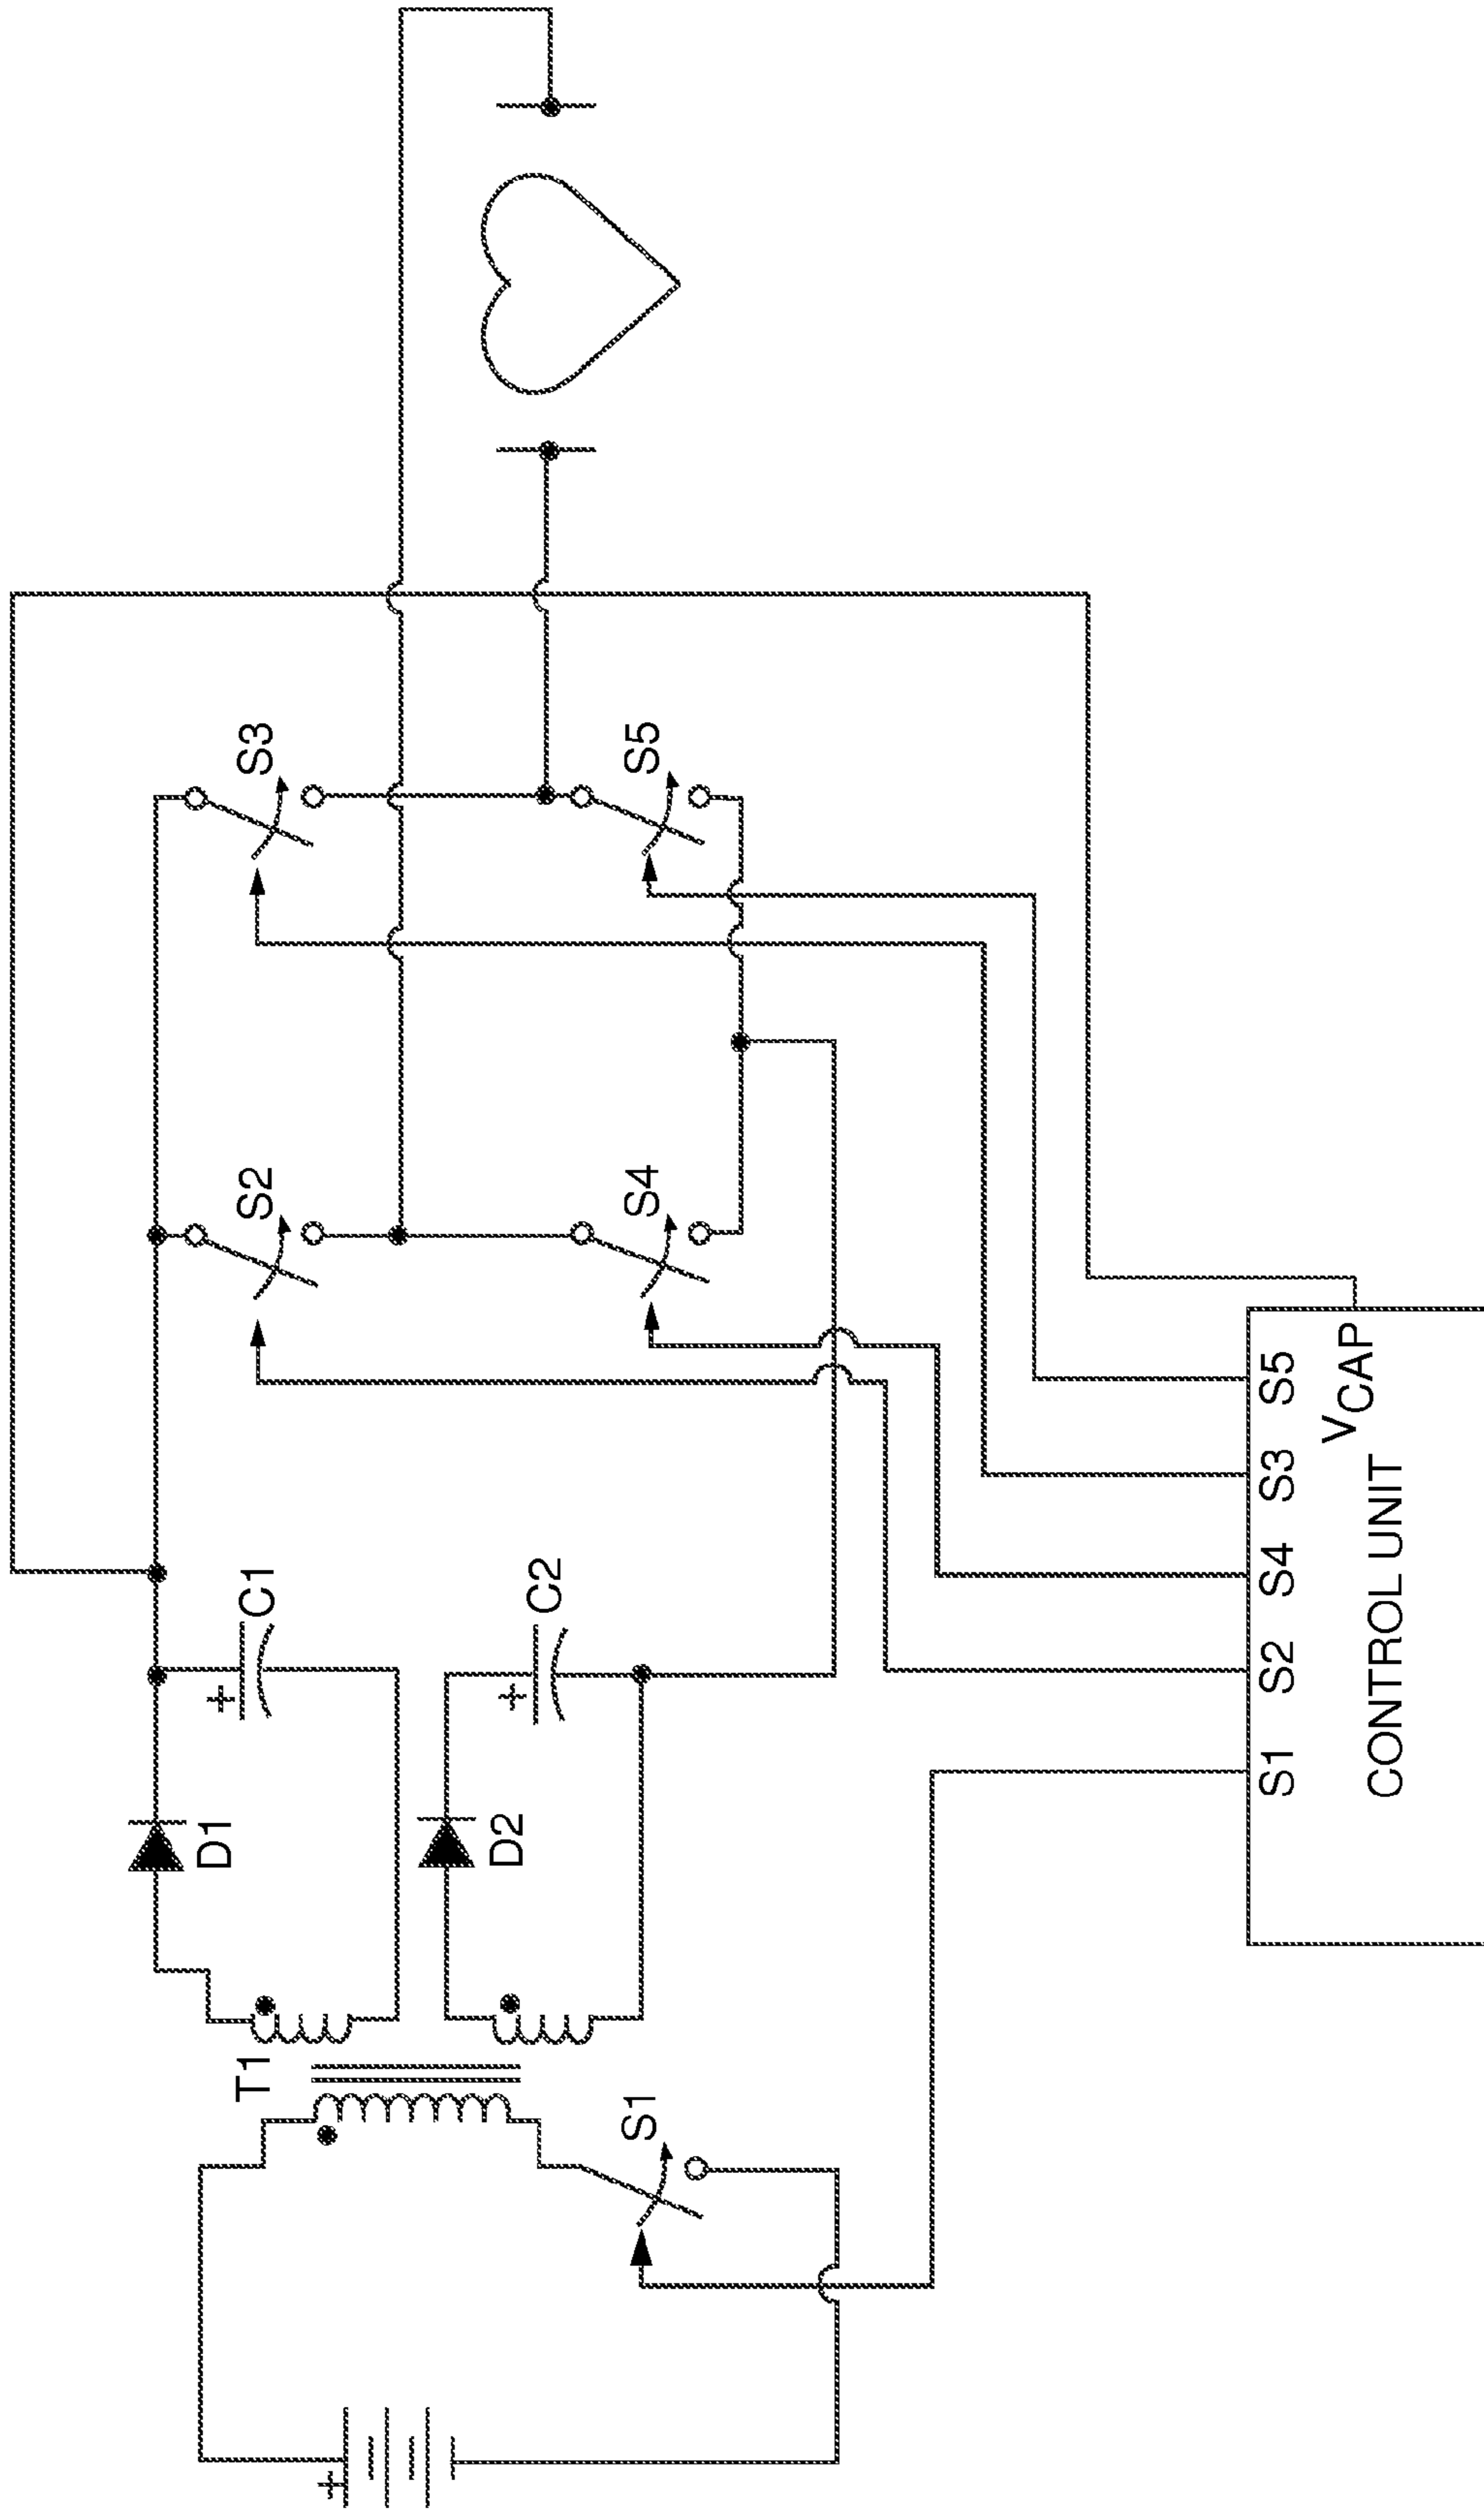 T1
D1
+
C1
D2
+
C2
S2
S3
S4
S5
S1
+
S1 S2 S4 S3 S5
VCAP
CONTROL UNIT